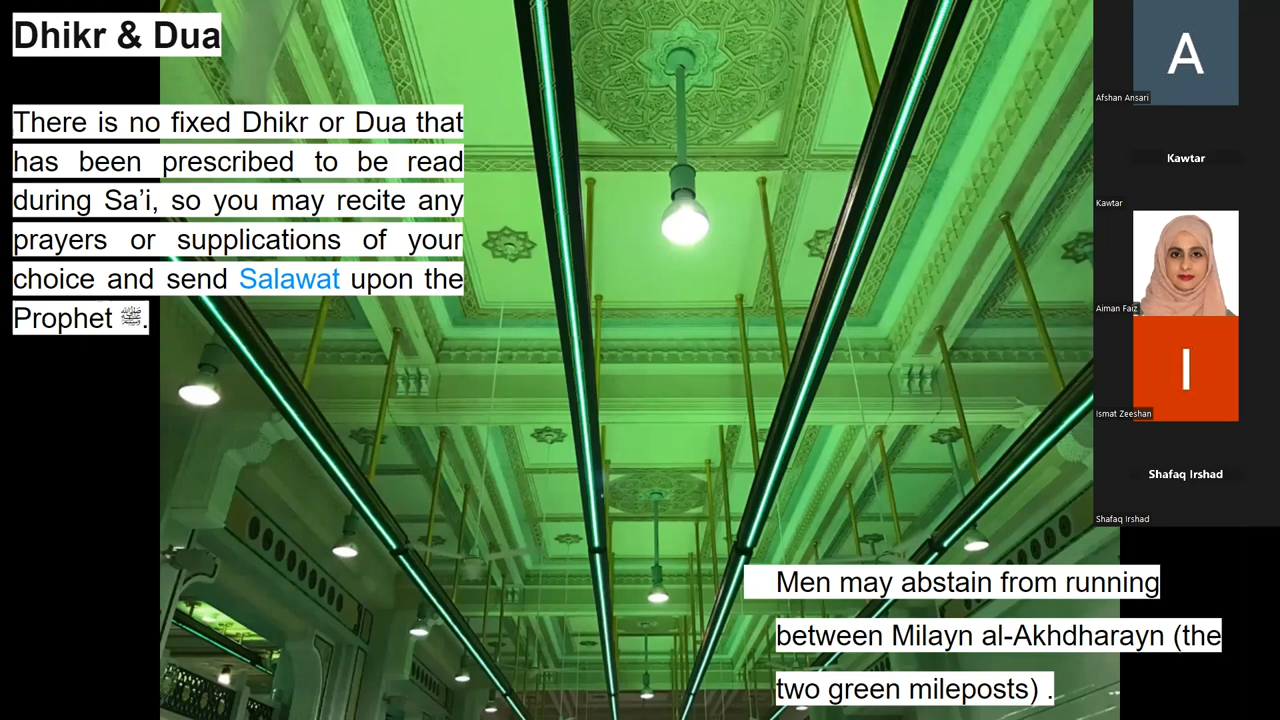 Dhikr & Dua
There is no fixed Dhikr or Dua that
has been prescribed to be read
during Sa’i, so you may recite any
prayers or supplications of your
choice and send Salawat upon the
Prophet ﷺ.
Men may abstain from running
between Milayn al-Akhdharayn (the
two green mileposts) .
A
Afshan Ansari
Kawtar
Kawtar
Aiman Faiz
I
Ismat Zeeshan
Shafaq Irshad
Shafaq Irshad